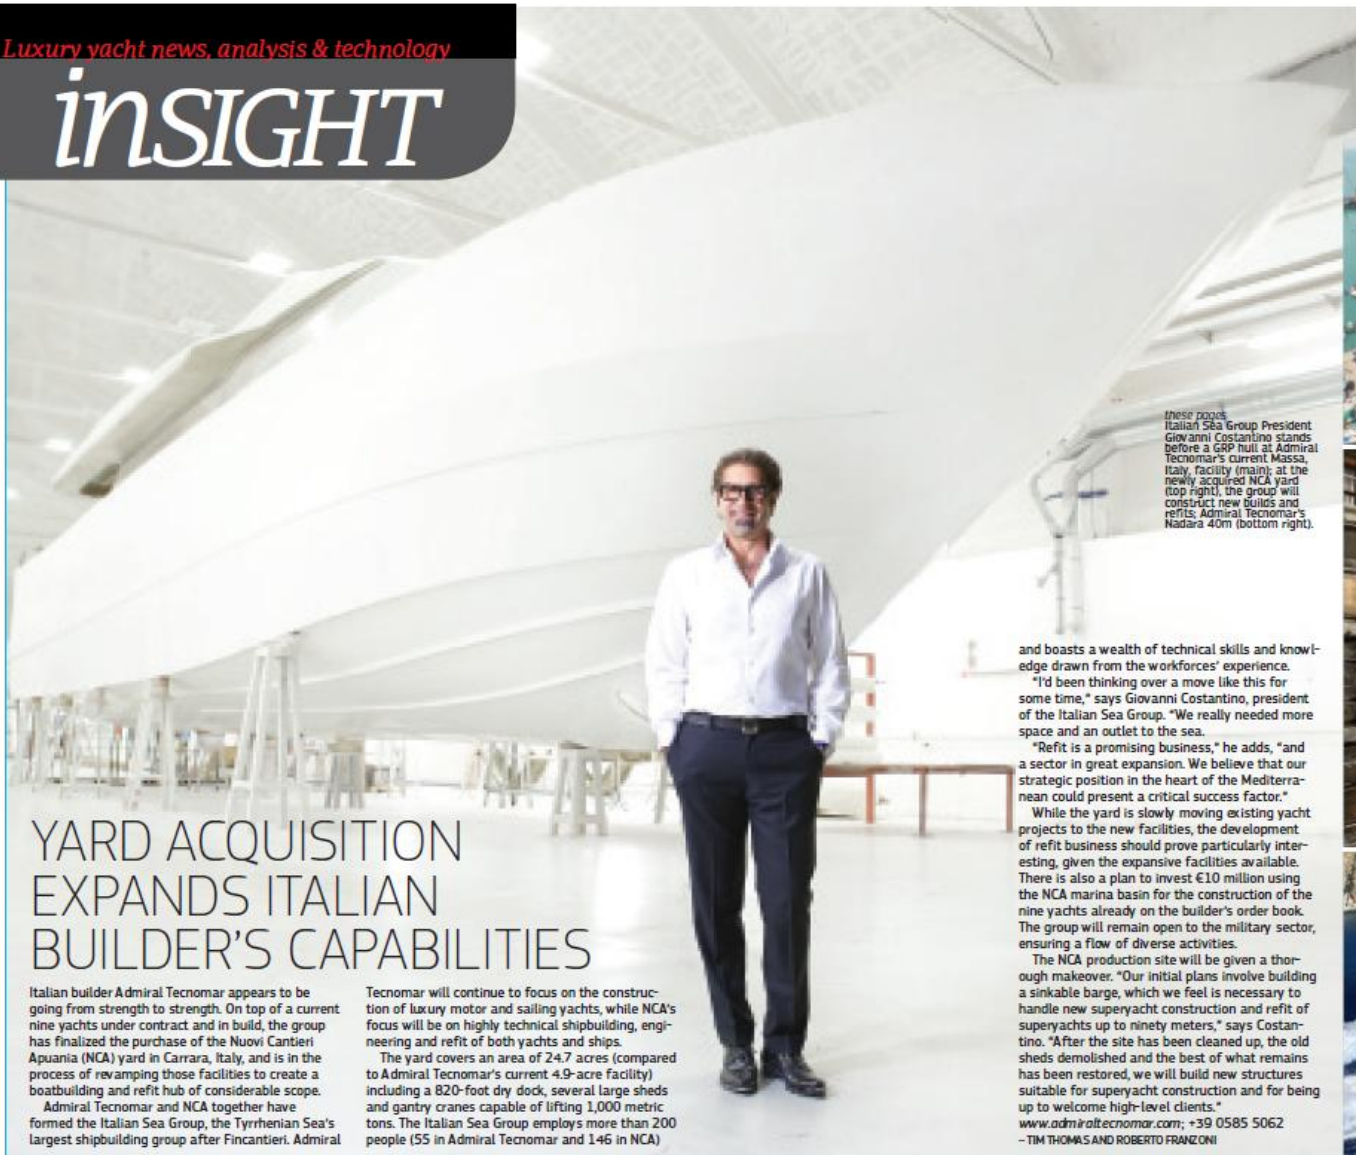 Luxury yacht news, analysis & technology
inSIGHT
these pages
Italian Sea Group President
Giovanni Costantino stands
before a GRP hull at Admiral
Tecnomar's current Massa,
Italy, facility (main); at the
newly acquired NCA yard
(top right), the group will
construct new builds and
refits; Admiral Tecnomar's
Nadara 40m (bottom right).
YARD ACQUISITION
EXPANDS ITALIAN
BUILDER'S CAPABILITIES
Italian builder Admiral Tecnomar appears to be
going from strength to strength. On top of a current
nine yachts under contract and in build, the group
has finalized the purchase of the Nuovi Cantieri
Apuania (NCA) yard in Carrara, Italy, and is in the
process of revamping those facilities to create a
boatbuilding and refit hub of considerable scope.
Admiral Tecnomar and NCA together have
formed the Italian Sea Group, the Tyrrhenian Sea's
largest shipbuilding group after Fincantieri. Admiral
Tecnomar will continue to focus on the construc-
tion of luxury motor and sailing yachts, while NCA's
focus will be on highly technical shipbuilding, engi-
neering and refit of both yachts and ships.
The yard covers an area of 24.7 acres (compared
to Admiral Tecnomar's current 4.9-acre facility)
including a 820-foot dry dock, several large sheds
and gantry cranes capable of lifting 1,000 metric
tons. The Italian Sea Group employs more than 200
people (55 in Admiral Tecnomar and 146 in NCA)
and boasts a wealth of technical skills and knowl-
edge drawn from the workforces' experience.
"I'd been thinking over a move like this for
some time," says Giovanni Costantino, president
of the Italian Sea Group. "We really needed more
space and an outlet to the sea.
"Refit is a promising business," he adds, "and
a sector in great expansion. We believe that our
strategic position in the heart of the Mediterra-
nean could present a critical success factor."
While the yard is slowly moving existing yacht
projects to the new facilities, the development
of refit business should prove particularly inter-
esting, given the expansive facilities available.
There is also a plan to invest €10 million using
the NCA marina basin for the construction of the
nine yachts already on the builder's order book.
The group will remain open to the military sector,
ensuring a flow of diverse activities.
The NCA production site will be given a thor-
ough makeover. "Our initial plans involve building
a sinkable barge, which we feel is necessary to
handle new superyacht construction and refit of
superyachts up to ninety meters," says Costan-
tino. "After the site has been cleaned up, the old
sheds demolished and the best of what remains
has been restored, we will build new structures
suitable for superyacht construction and for being
up to welcome high-level clients."
www.admiraltecnomar.com; +39 0585 5062
– TIM THOMAS AND ROBERTO FRANZONI